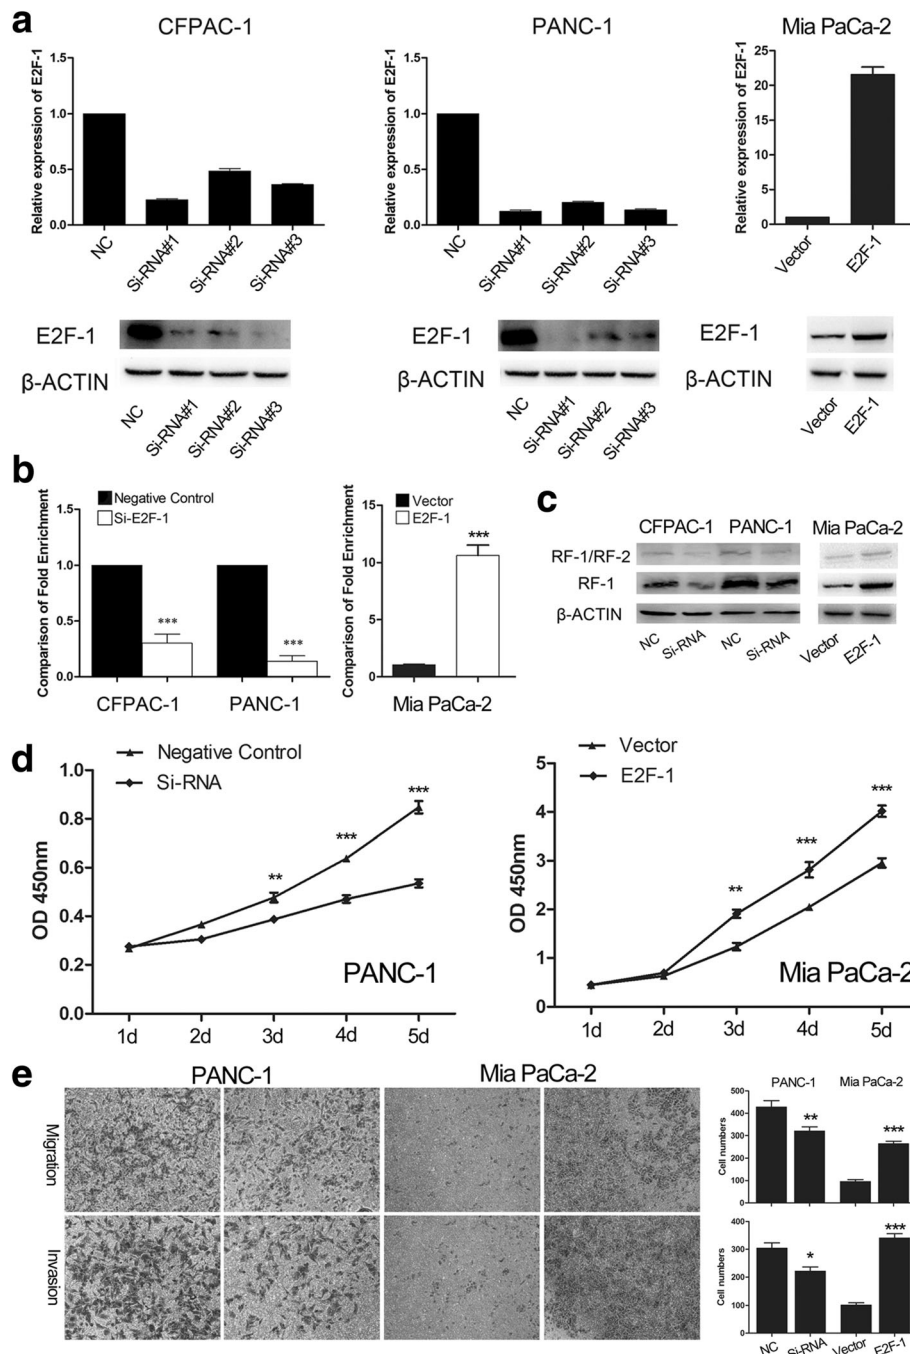 a
CFPAC-1
PANC-1
Mia PaCa-2
Relative expression of E2F-1
1.5
1.0
0.5
0.0
NC
Si-RNA#1
Si-RNA#2
Si-RNA#3
Relative expression of E2F-1
1.5
1.0
0.5
0.0
NC
Si-RNA#1
Si-RNA#2
Si-RNA#3
Relative expression of E2F-1
25
20
15
10
5
0
Vector
E2F-1
E2F-1
β-ACTIN
NC
Si-RNA#1
Si-RNA#2
Si-RNA#3
E2F-1
β-ACTIN
NC
Si-RNA#1
Si-RNA#2
Si-RNA#3
E2F-1
β-ACTIN
Vector
E2F-1
b
Comparison of Fold Enrichment
Negative Control
Si-E2F-1
1.5
1.0
0.5
0.0
***
***
CFPAC-1
PANC-1
Comparison of Fold Enrichment
Vector
E2F-1
15
10
5
0
***
Mia PaCa-2
c
CFPAC-1
PANC-1
Mia PaCa-2
RF-1/RF-2
RF-1
β-ACTIN
NC
Si-RNA
NC
Si-RNA
Vector
E2F-1
d
Negative Control
Si-RNA
OD 450nm
1.0
0.8
0.6
0.4
0.2
0.0
**
***
***
PANC-1
1d
2d
3d
4d
5d
Vector
E2F-1
OD 450nm
5
4
3
2
1
0
**
***
***
Mia PaCa-2
1d
2d
3d
4d
5d
e
PANC-1
Mia PaCa-2
Migration
Invasion
PANC-1
Mia PaCa-2
Cell numbers
500
400
300
200
100
0
**
***
Cell numbers
400
300
200
100
0
*
***
NC
Si-RNA
Vector
E2F-1